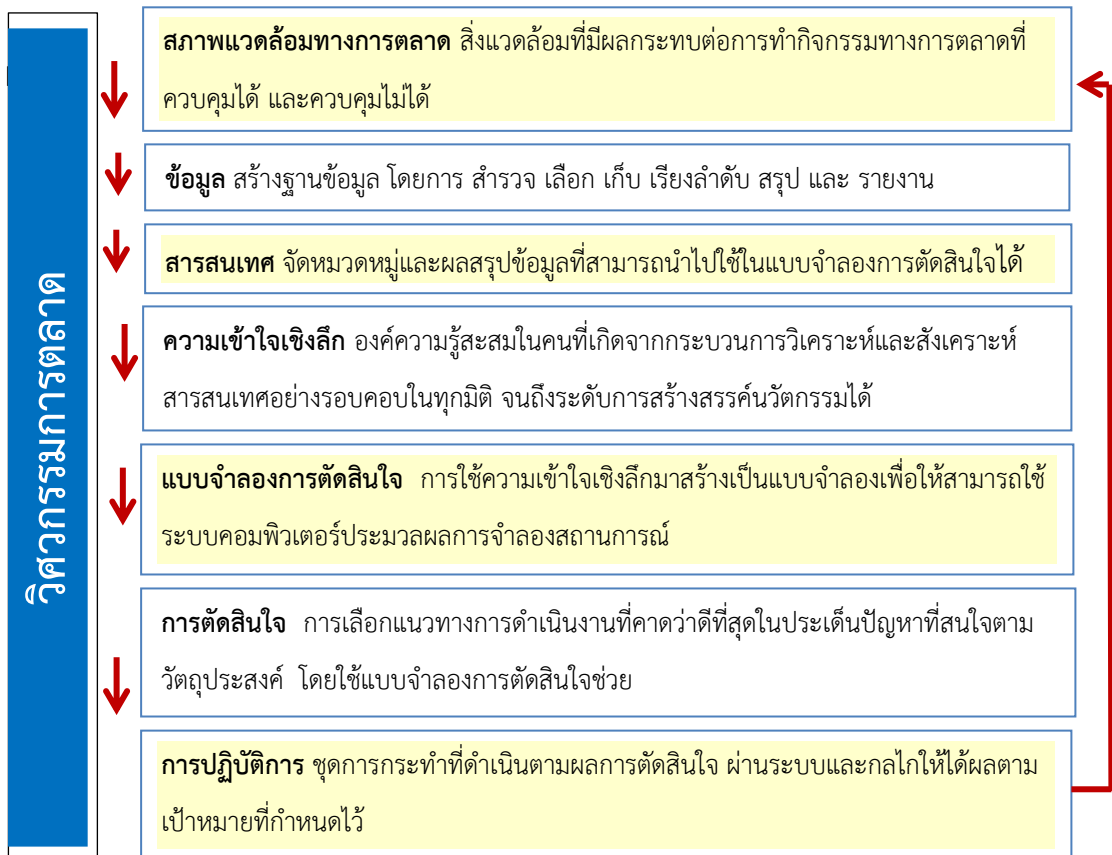 วิศวกรรมการตลาด
สภาพแวดล้อมทางการตลาด สิ่งแวดล้อมที่มีผลกระทบต่อการทำกิจกรรมทางการตลาดที่
ควบคุมได้ และควบคุมไม่ได้
ข้อมูล สร้างฐานข้อมูล โดยการ สำรวจ เลือก เก็บ เรียงลำดับ สรุป และ รายงาน
สารสนเทศ จัดหมวดหมู่และผลสรุปข้อมูลที่สามารถนำไปใช้ในแบบจำลองการตัดสินใจได้
ความเข้าใจเชิงลึก องค์ความรู้สะสมในคนที่เกิดจากกระบวนการวิเคราะห์และสังเคราะห์
สารสนเทศอย่างรอบคอบในทุกมิติ จนถึงระดับการสร้างสรรค์นวัตกรรมได้
แบบจำลองการตัดสินใจ การใช้ความเข้าใจเชิงลึกมาสร้างเป็นแบบจำลองเพื่อให้สามารถใช้
ระบบคอมพิวเตอร์ประมวลผลการจำลองสถานการณ์
การตัดสินใจ การเลือกแนวทางการดำเนินงานที่คาดว่าดีที่สุดในประเด็นปัญหาที่สนใจตาม
วัตถุประสงค์ โดยใช้แบบจำลองการตัดสินใจช่วย
การปฏิบัติการ ชุดการกระทำที่ดำเนินตามผลการตัดสินใจ ผ่านระบบและกลไกให้ได้ผลตาม
เป้าหมายที่กำหนดไว้